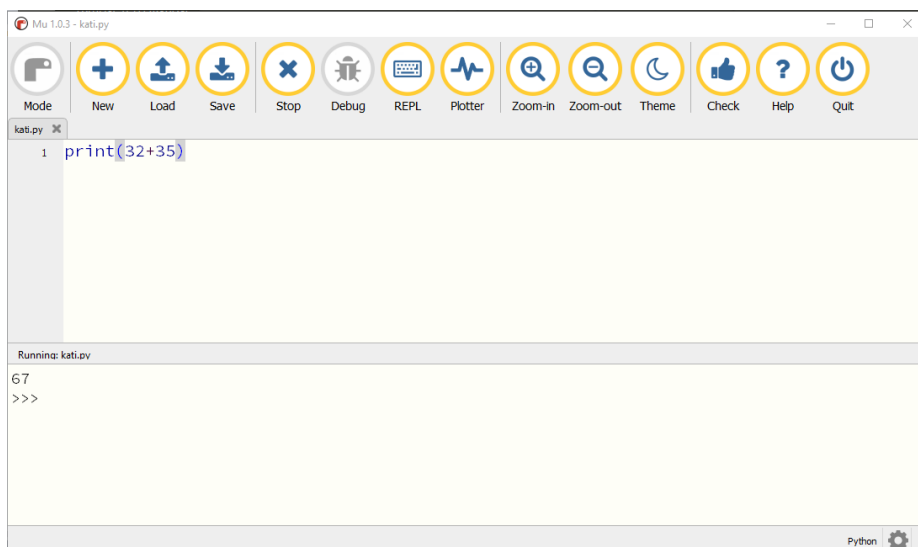 Mu 1.0.3 - kati.py
Mode New Load Save Stop Debug REPL Plotter Zoom-in Zoom-out Theme Check Help Quit
kati.py
1 print(32+35)
Running: kati.py
67
>>>
Python